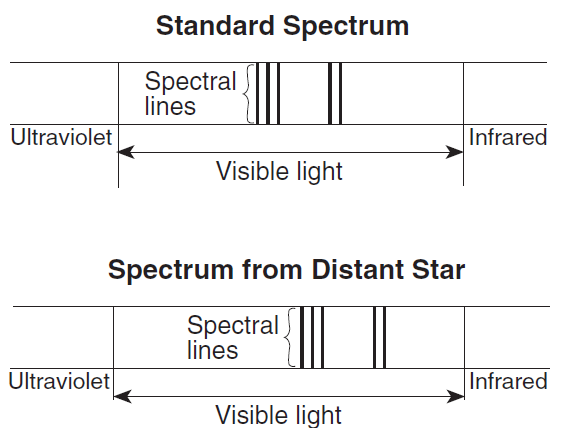 Standard Spectrum
Spectral
lines
Ultraviolet
Infrared
Visible light
Spectrum from Distant Star
Spectral
lines
Ultraviolet
Infrared
Visible light